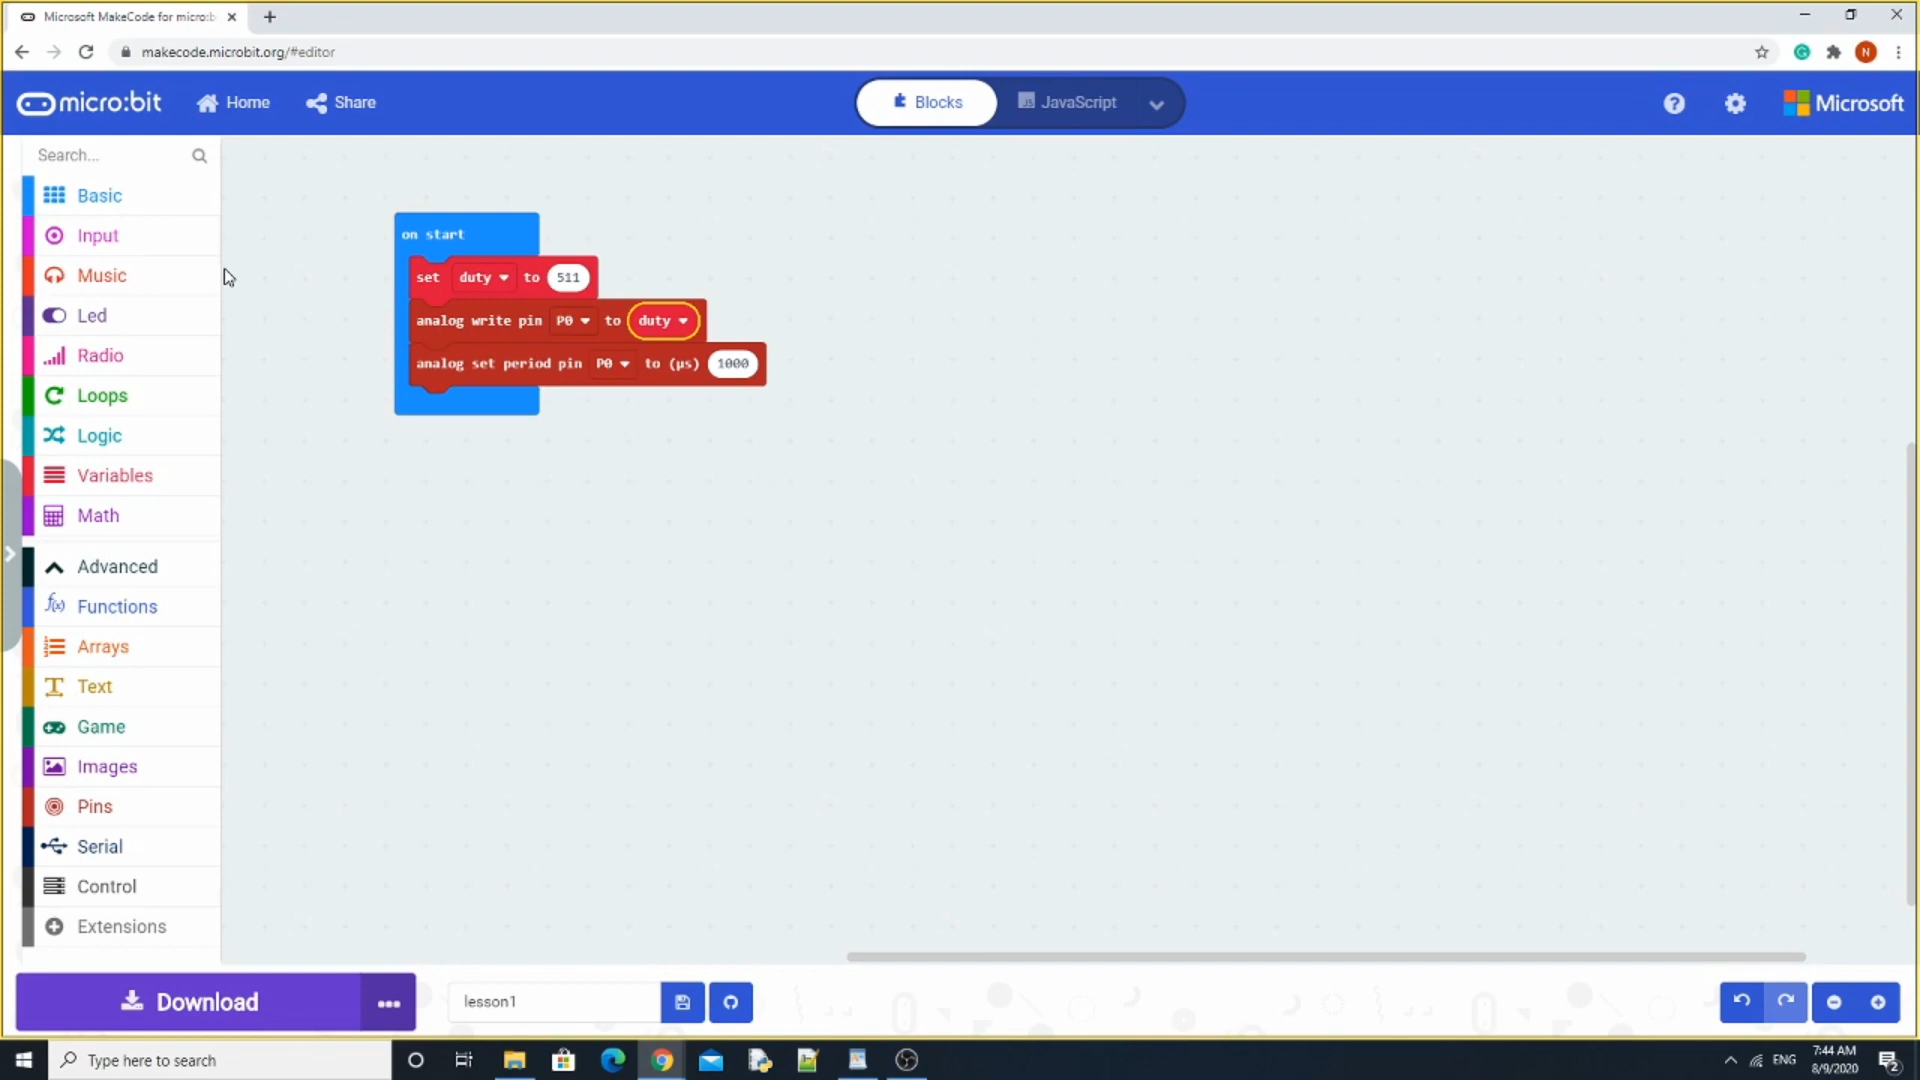 Microsoft MakeCode for micro:b
makecode.microbit.org/#editor
N
micro:bit
Home
Share
Blocks
JS JavaScript
?
Microsoft
Search...
Basic
Input
Music
Led
Radio
Loops
Logic
Variables
Math
Advanced
f(x) Functions
Arrays
Text
Game
Images
Pins
Serial
Control
Extensions
on start
set duty to 511
analog write pin P0 to duty
analog set period pin P0 to (µs) 1000
Download
lesson1
Type here to search
ENG
7:44 AM
8/9/2020
2